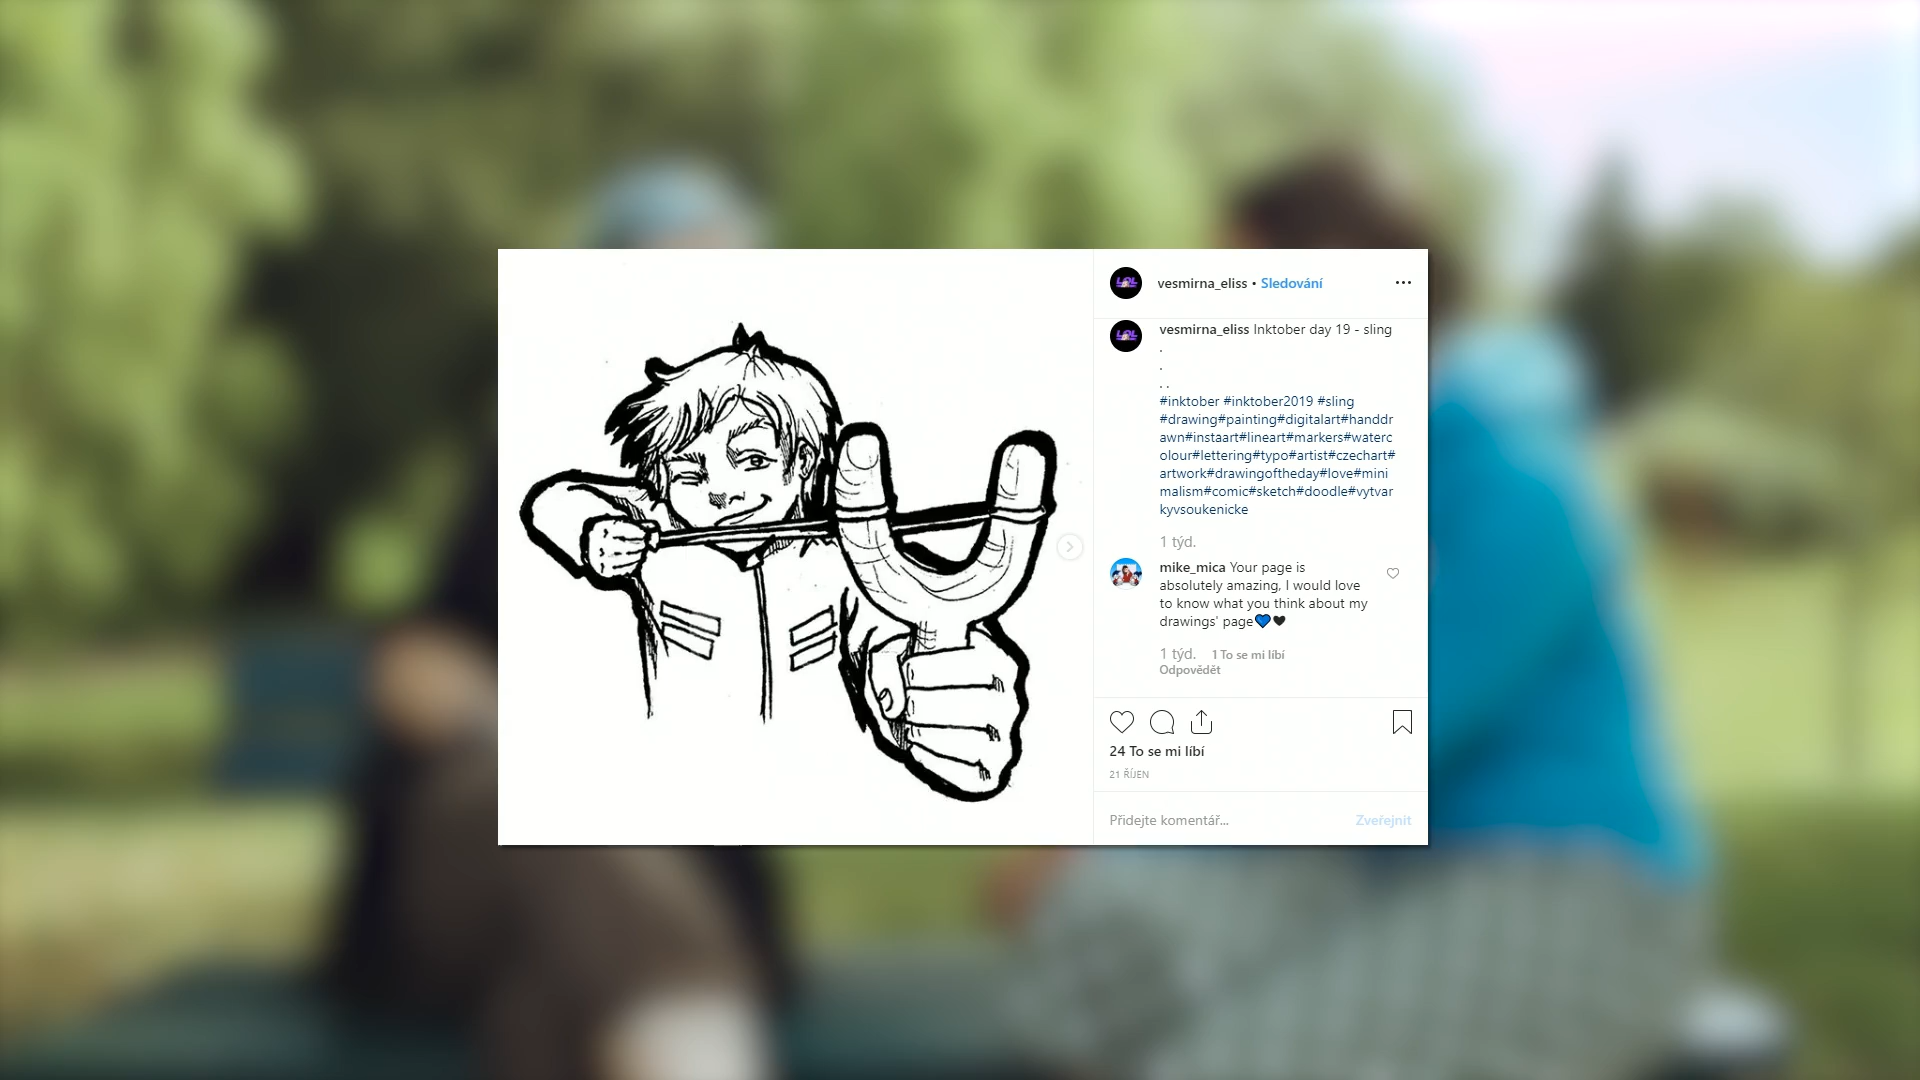 vesmirna_eliss • Sledování
vesmirna_eliss Inktober day 19 - sling
.
.
. .
#inktober #inktober2019 #sling
#drawing#painting#digitalart#handdr
awn#instaart#lineart#markers#waterc
olour#lettering#typo#artist#czechart#
artwork#drawingoftheday#love#mini
malism#comic#sketch#doodle#vytvar
kyvsoukenicke
1 týd.
mike_mica Your page is
absolutely amazing, I would love
to know what you think about my
drawings' page💙🖤
1 týd. 1 To se mi líbí
Odpovědět
24 To se mi líbí
21 ŘÍJEN
Přidejte komentář... Zveřejnit